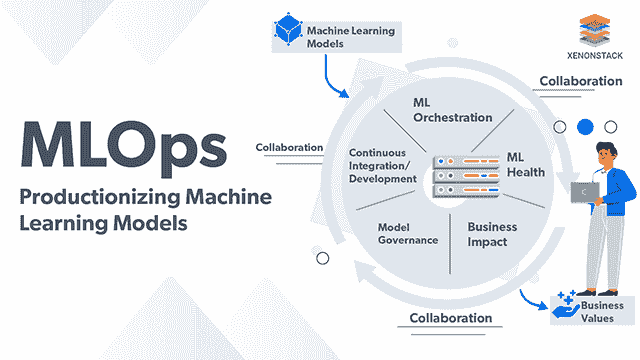 MLOps
Productionizing Machine
Learning Models
Machine Learning
Models
XENONSTACK
Collaboration
Collaboration
ML
Orchestration
Continuous
Integration/
Development
ML
Health
Model
Governance
Business
Impact
Collaboration
Business
Values